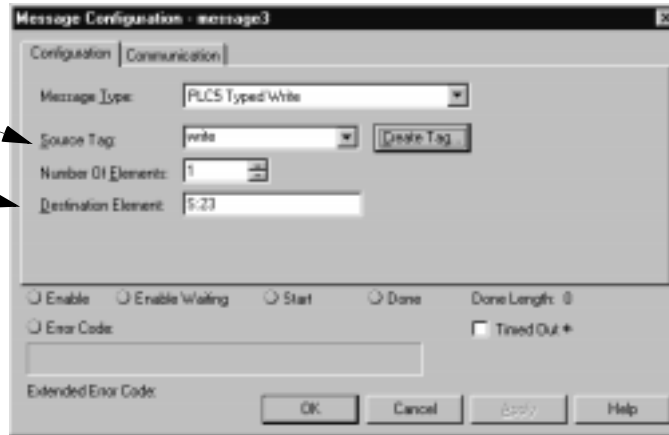 Message Configuration - message3
Configuration Communication
Message Type: PLC5 Typed Write
Source Tag: write Create Tag...
Number Of Elements: 1
Destination Element: S:23
Enable Enable Waiting Start Done Done Length: 0
Error Code: Timed Out
Extended Error Code:
OK Cancel Apply Help